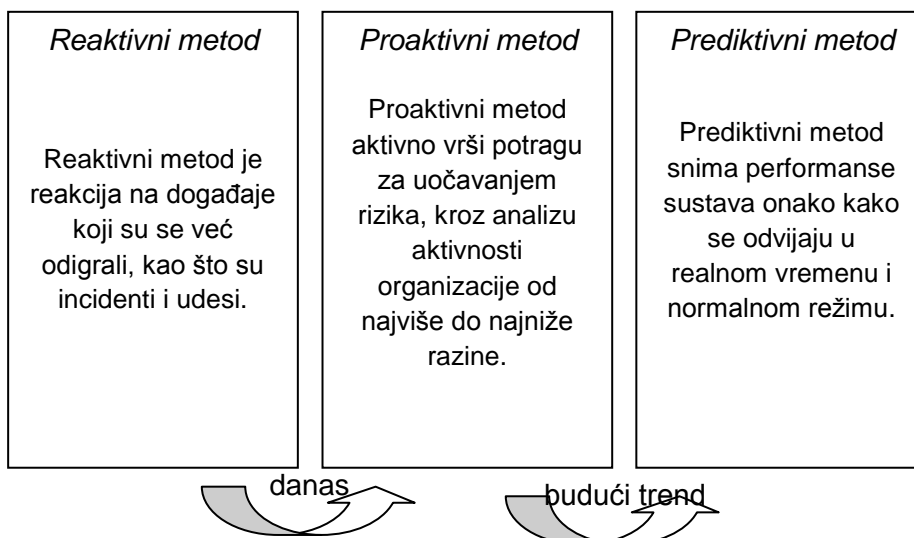 Reaktivni metod
Reaktivni metod je
reakcija na događaje
koji su se već
odigrali, kao što su
incidenti i udesi.
Proaktivni metod
Proaktivni metod
aktivno vrši potragu
za uočavanjem
rizika, kroz analizu
aktivnosti
organizacije od
najviše do najniže
razine.
Prediktivni metod
Prediktivni metod
snima performanse
sustava onako kako
se odvijaju u
realnom vremenu i
normalnom režimu.
danas
budući trend